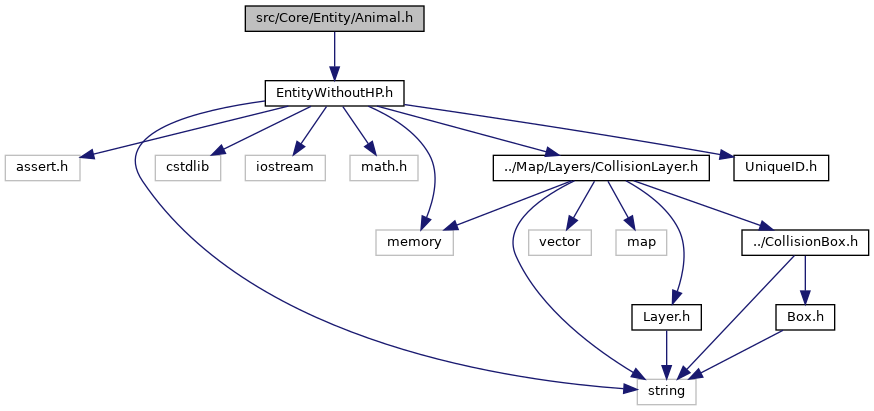 src/Core/Entity/Animal.h
EntityWithoutHP.h
assert.h
cstdlib
iostream
math.h
../Map/Layers/CollisionLayer.h
UniqueID.h
memory
vector
map
../CollisionBox.h
Layer.h
Box.h
string